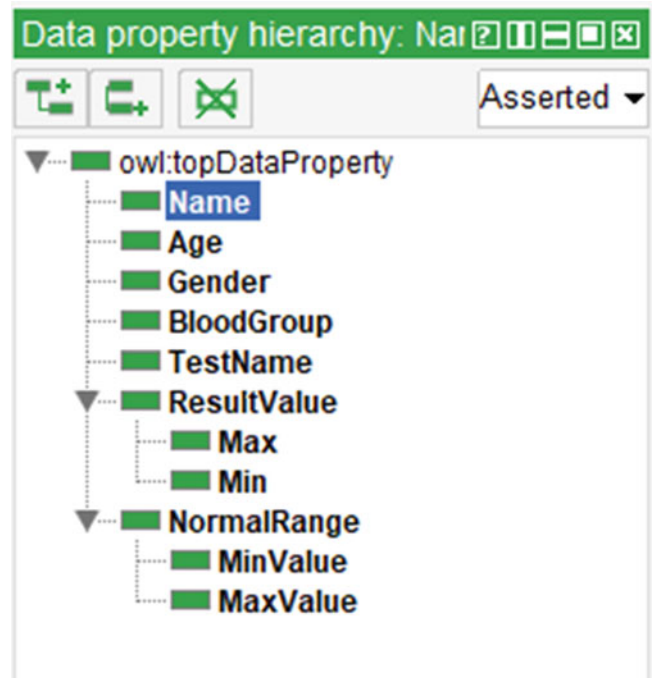 Data property hierarchy: Nar
Asserted
owl:topDataProperty
Name
Age
Gender
BloodGroup
TestName
ResultValue
Max
Min
NormalRange
MinValue
MaxValue